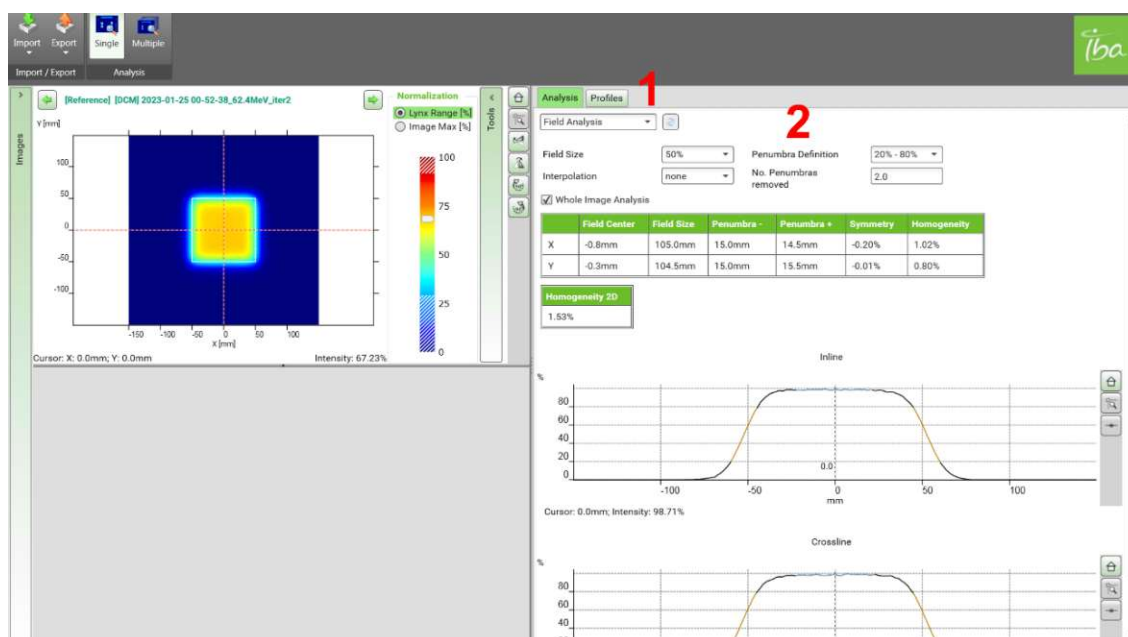 Import Export Single Multiple
Import / Export Analysis
iba
1
2
Images
[Reference] [DCM] 2023-01-25 00-52-38_62.4MeV_iter2
Normalization
Lynx Range [%]
Image Max [%]
Tools
Y [mm]
100
50
0
-50
-100
-150 -100 -50 0 50 100
X [mm]
100
75
50
25
0
Cursor: X: 0.0mm; Y: 0.0mm Intensity: 67.23%
Analysis Profiles
Field Analysis
Field Size 50% Penumbra Definition 20% - 80%
Interpolation none No. Penumbras
removed 2.0
Whole Image Analysis
Field Center Field Size Penumbra - Penumbra + Symmetry Homogeneity
X -0.8mm 105.0mm 15.0mm 14.5mm -0.20% 1.02%
Y -0.3mm 104.5mm 15.0mm 15.5mm -0.01% 0.80%
Homogeneity 2D
1.53%
Inline
%
80
60
40
20
0
0.0
-100 -50 0 50 100
mm
Cursor: 0.0mm; Intensity: 98.71%
Crossline
%
80
60
40